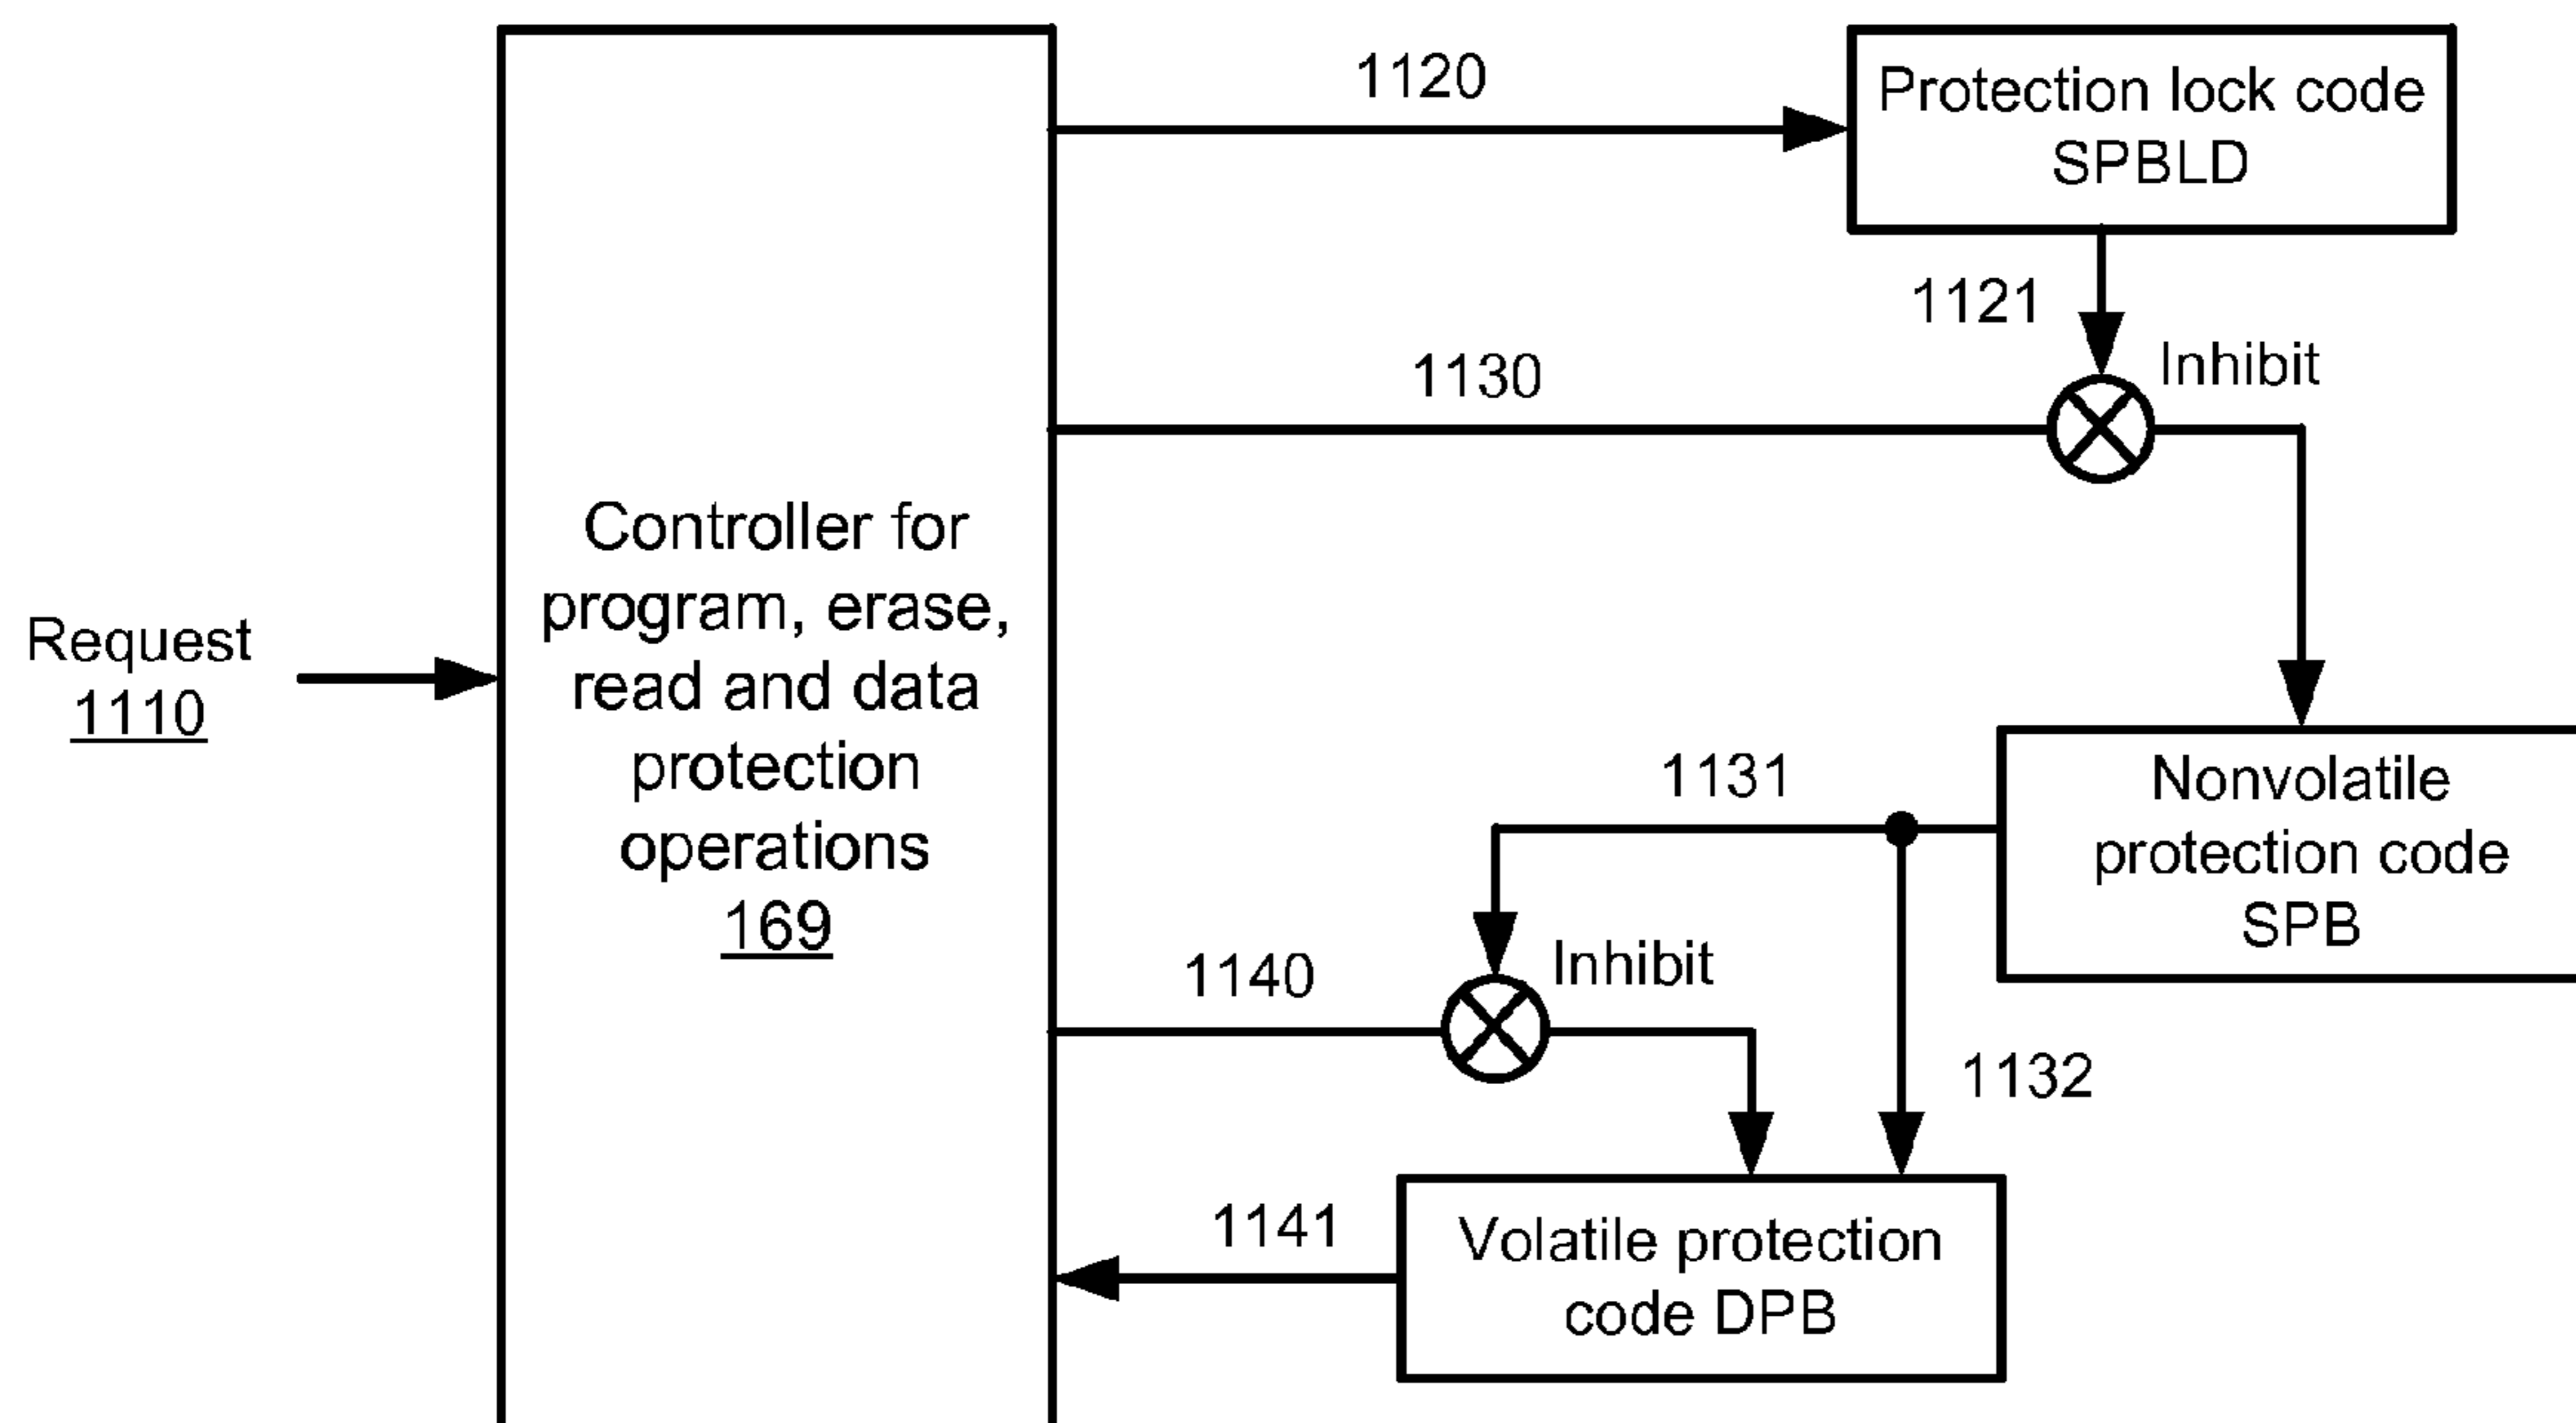 Request
1110
Controller for
program, erase,
read and data
protection
operations
169
1120
Protection lock code
SPBLD
1121
Inhibit
1130
Nonvolatile
protection code
SPB
1131
1140
Inhibit
1132
1141
Volatile protection
code DPB